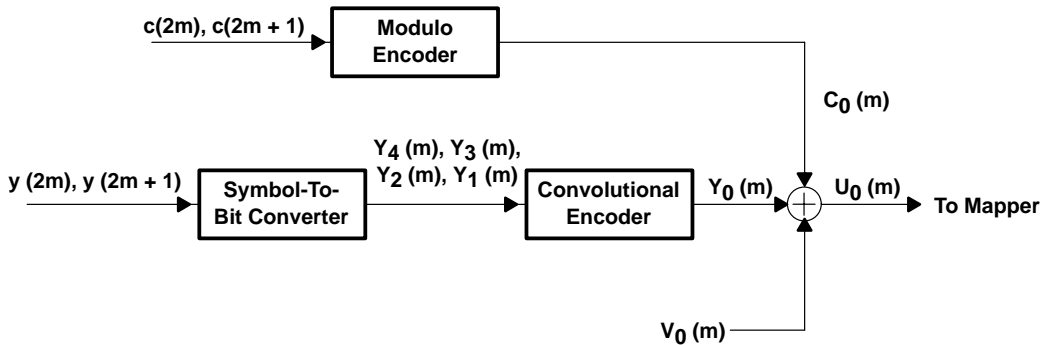 c(2m), c(2m + 1)
Modulo
Encoder
C0 (m)
y (2m), y (2m + 1)
Symbol-To-
Bit Converter
Y4 (m), Y3 (m),
Y2 (m), Y1 (m)
Convolutional
Encoder
Y0 (m)
U0 (m)
To Mapper
V0 (m)